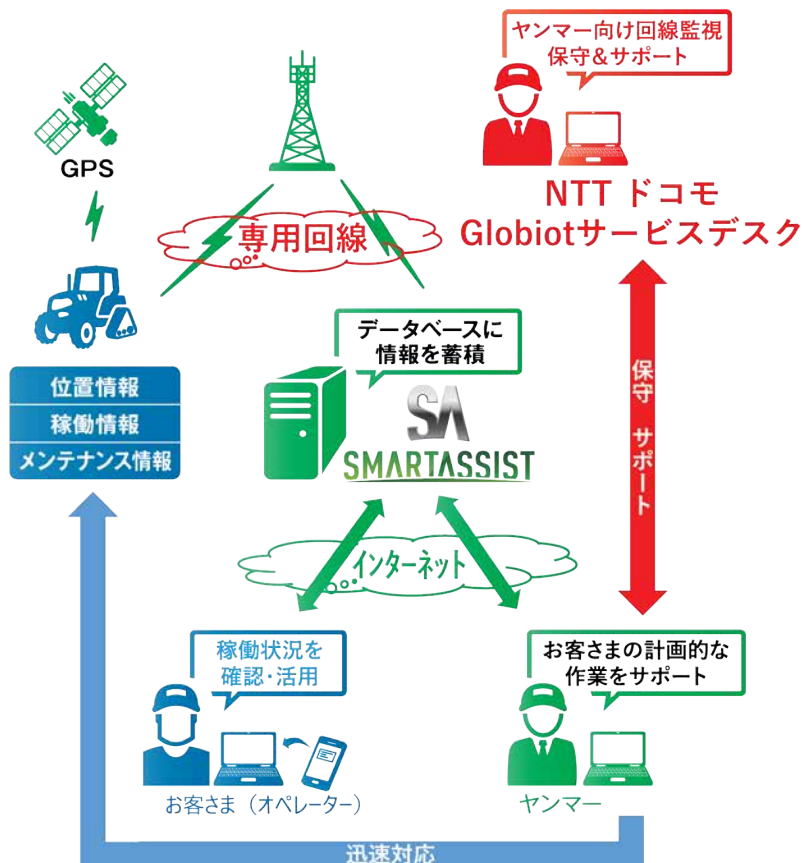 ヤンマー向け回線監視
保守&サポート
GPS
NTT ドコモ
Globiotサービスデスク
専用回線
データベースに
情報を蓄積
SA
SMARTASSIST
位置情報
稼働情報
メンテナンス情報
保守 サポート
インターネット
稼働状況を
確認・活用
お客さまの計画的な
作業をサポート
お客さま（オペレーター）
ヤンマー
迅速対応